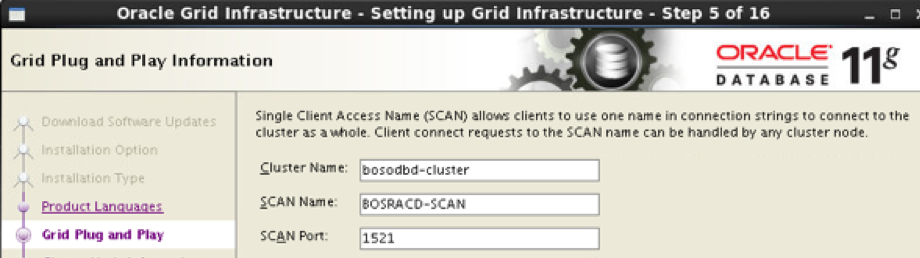 Oracle Grid Infrastructure - Setting up Grid Infrastructure - Step 5 of 16
Grid Plug and Play Information
ORACLE
DATABASE
11g
Download Software Updates
Installation Option
Installation Type
Product Languages
Grid Plug and Play
Single Client Access Name (SCAN) allows clients to use one name in connection strings to connect to the
cluster as a whole. Client connect requests to the SCAN name can be handled by any cluster node.
Cluster Name: bosodbd-cluster
SCAN Name: BOSRACD-SCAN
SCAN Port: 1521